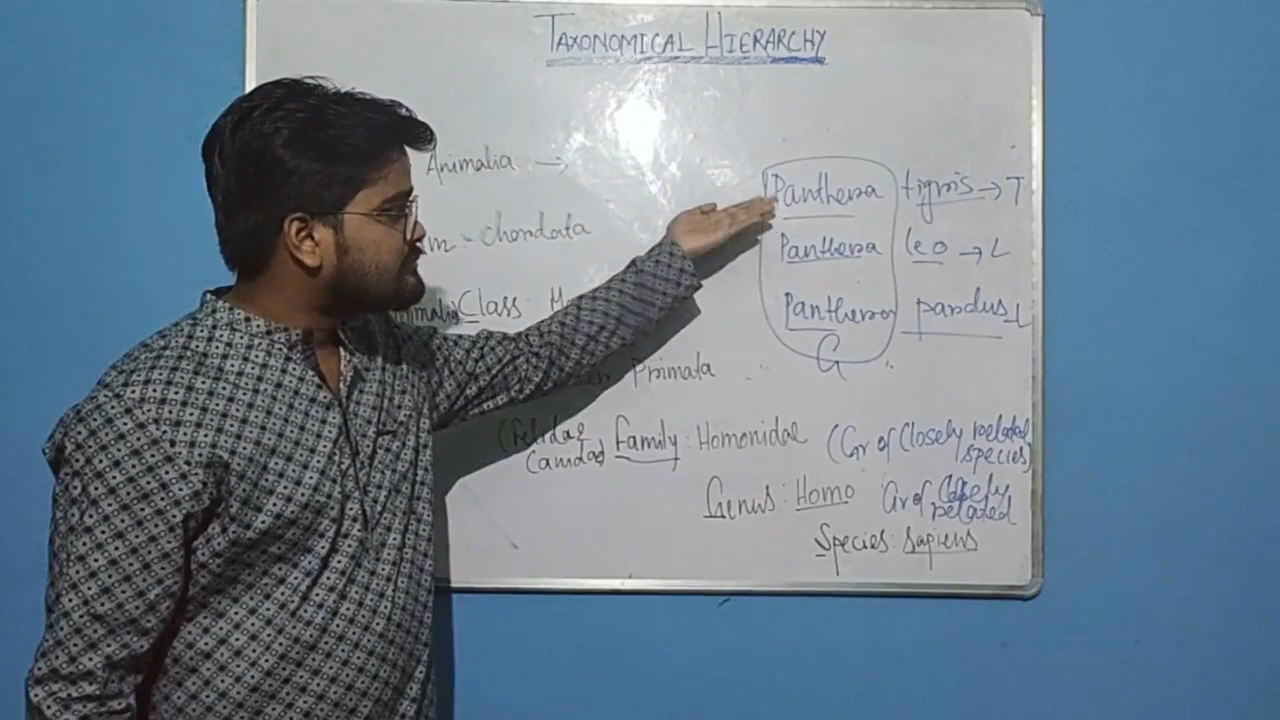 TAXONOMICAL HIERARCHY
Animalia →
Panthera tigris → T
m - chordata
Panthera leo → L
Class: M
Panthera pardus L
G
Primata
(Felidae
Canidae) Family: Homonidae (Gr of Closely related
species)
Genus: Homo Gr of Closely
related
Species: Sapiens